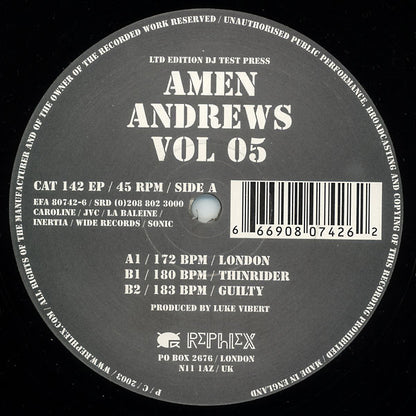 LTD EDITION DJ TEST PRESS
AMEN
ANDREWS
VOL 05
CAT 142 EP / 45 RPM / SIDE A
EFA 80742-6 / SRD (0)208 802 3000
CAROLINE / JVC / LA BALEINE /
INERTIA / WIDE RECORDS / SONIC
6 66908 07426 2
A1 / 172 BPM / LONDON
B1 / 180 BPM / THINRIDER
B2 / 183 BPM / GUILTY
PRODUCED BY LUKE VIBERT
REPHLEX
PO BOX 2676 / LONDON
N11 1AZ / UK
P / C / 2003 / WWW.REPHLEX.COM / ALL RIGHTS OF THE MANUFACTURER AND OF THE OWNER OF THE RECORDED WORK RESERVED / UNAUTHORISED PUBLIC PERFORMANCE, BROADCASTING AND COPYING OF THIS RECORDING PROHIBITED / MADE IN ENGLAND